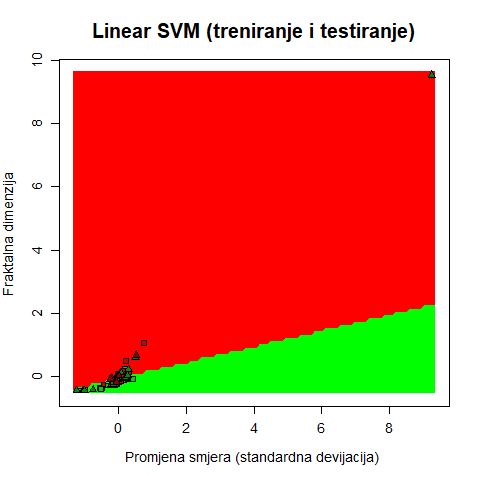 Linear SVM (treniranje i testiranje)
10
8
6
4
2
0
Fraktalna dimenzija
0 2 4 6 8
Promjena smjera (standardna devijacija)